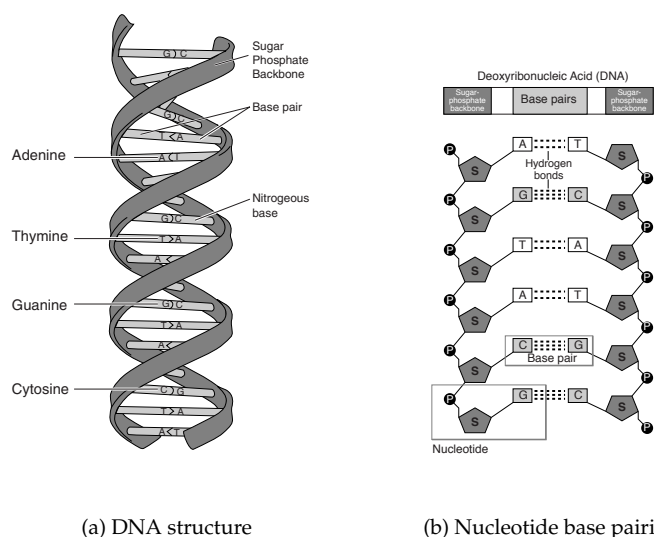 Sugar
Phosphate
Backbone
G C
G C
Base pair
T A
Adenine
A T
Nitrogeous
base
G C
Thymine
T A
A
Guanine
G C
T A
A
Cytosine
C G
T A
A T
(a) DNA structure
Deoxyribonucleic Acid (DNA)
Sugar-
phosphate
backbone
Base pairs
Sugar-
phosphate
backbone
P A T S
S Hydrogen P
bonds
P G C S
S P
P T A S
S P
P A T S
S P
P C G S
S Base pair P
P G C S
S P
Nucleotide
(b) Nucleotide base pairi